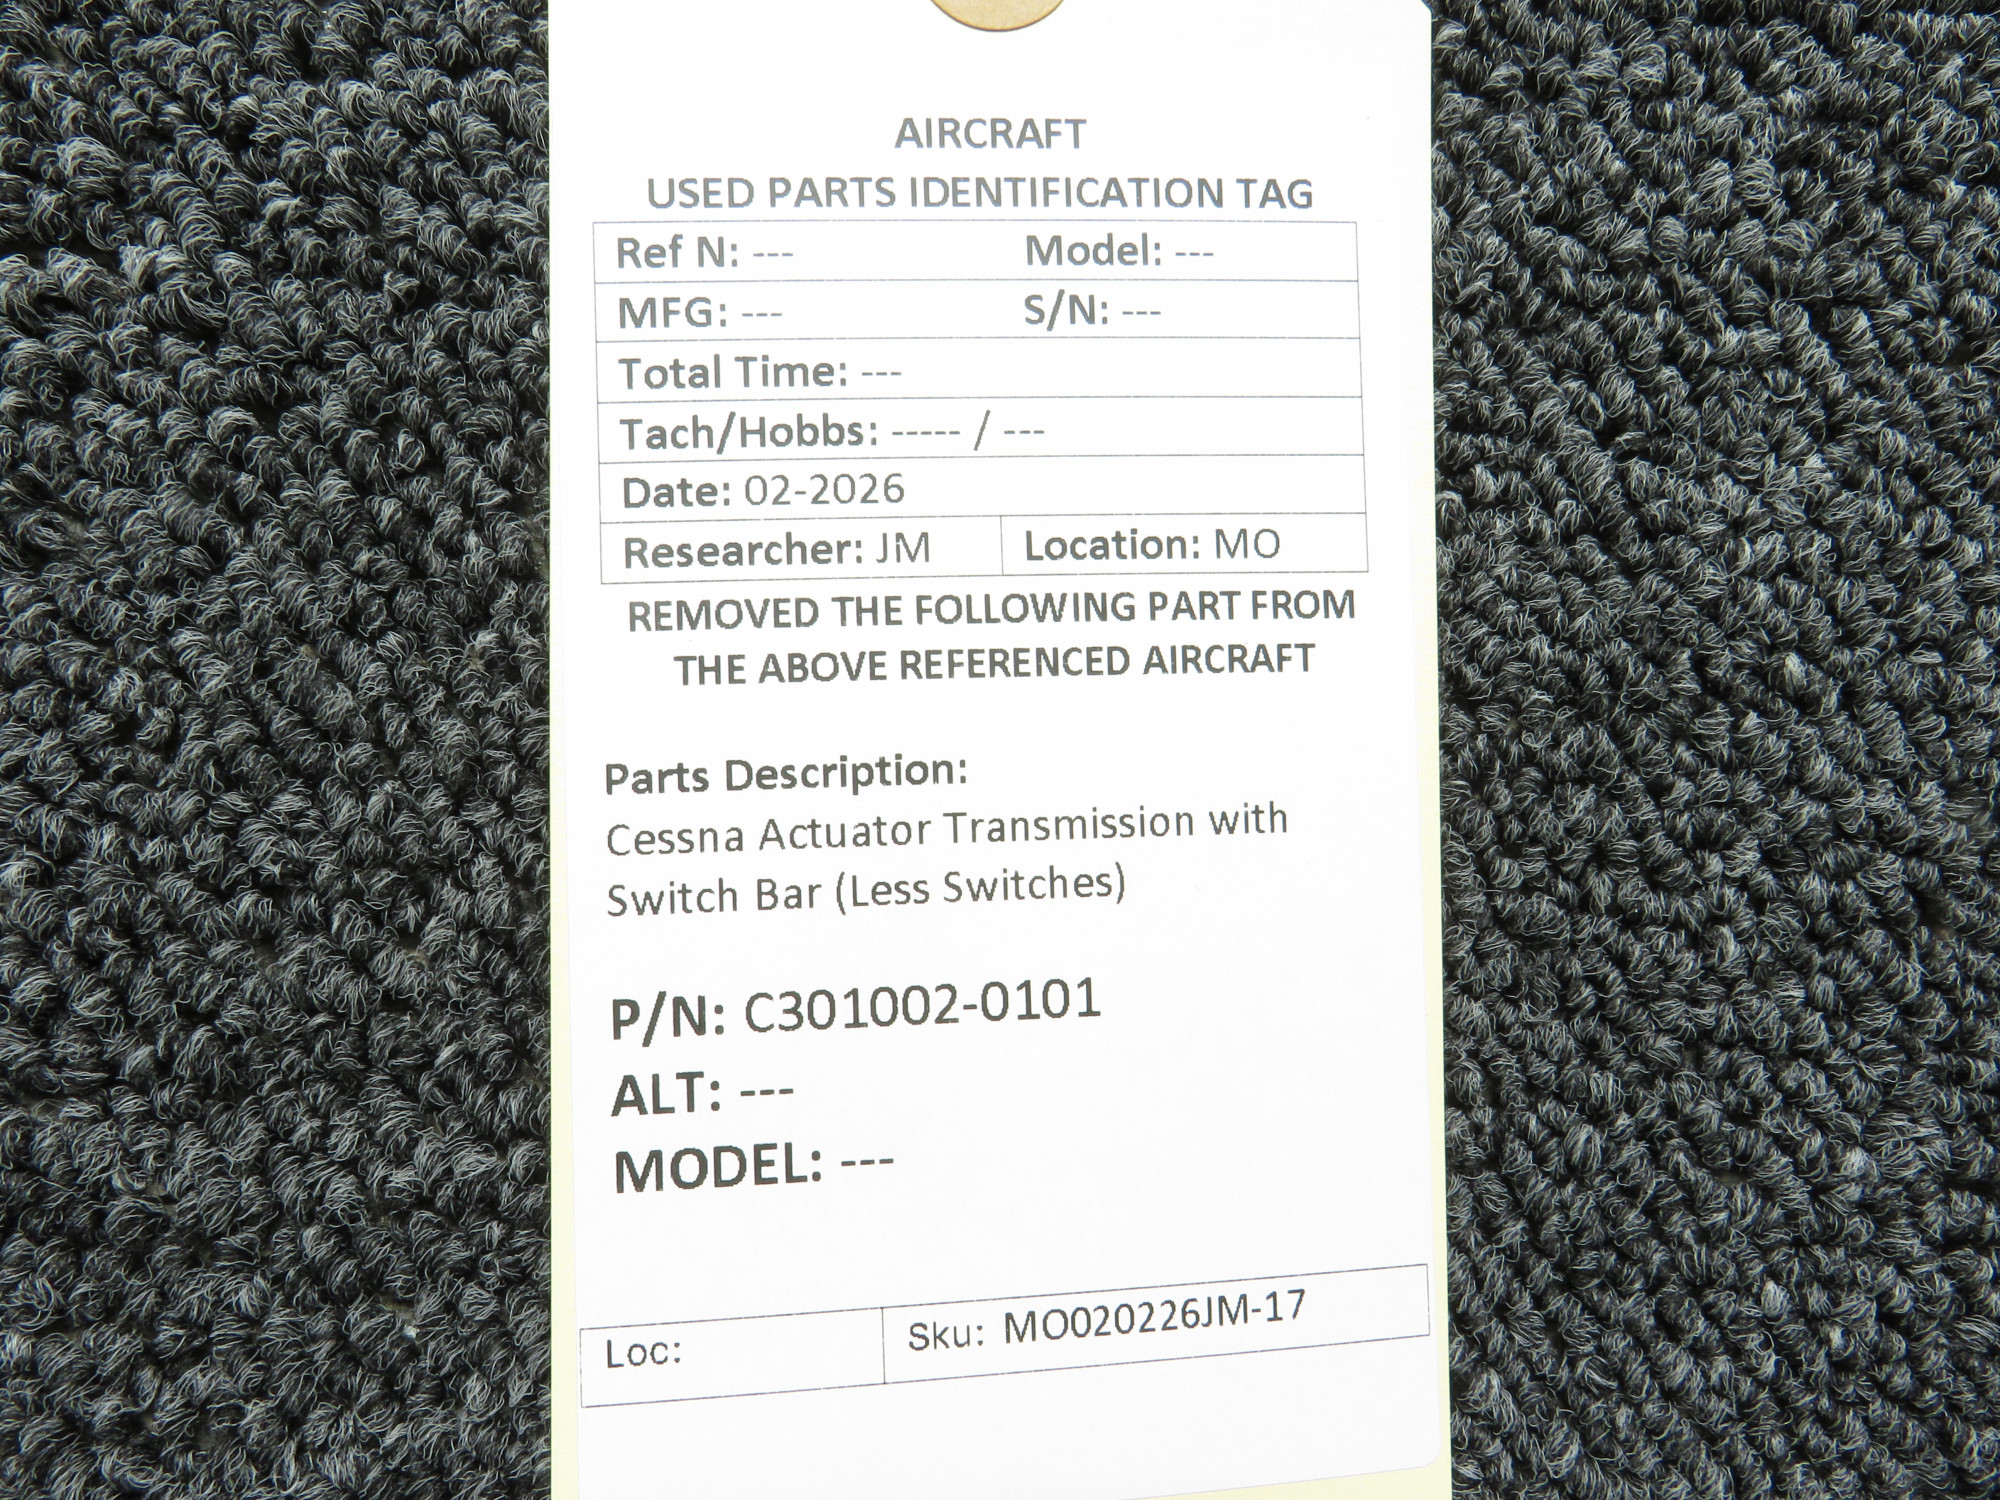 AIRCRAFT
USED PARTS IDENTIFICATION TAG
Ref N: --- Model: ---
MFG: --- S/N: ---
Total Time: ---
Tach/Hobbs: ----- / ---
Date: 02-2026
Researcher: JM Location: MO
REMOVED THE FOLLOWING PART FROM
THE ABOVE REFERENCED AIRCRAFT
Parts Description:
Cessna Actuator Transmission with
Switch Bar (Less Switches)
P/N: C301002-0101
ALT: ---
MODEL: ---
Loc: Sku: MO020226JM-17